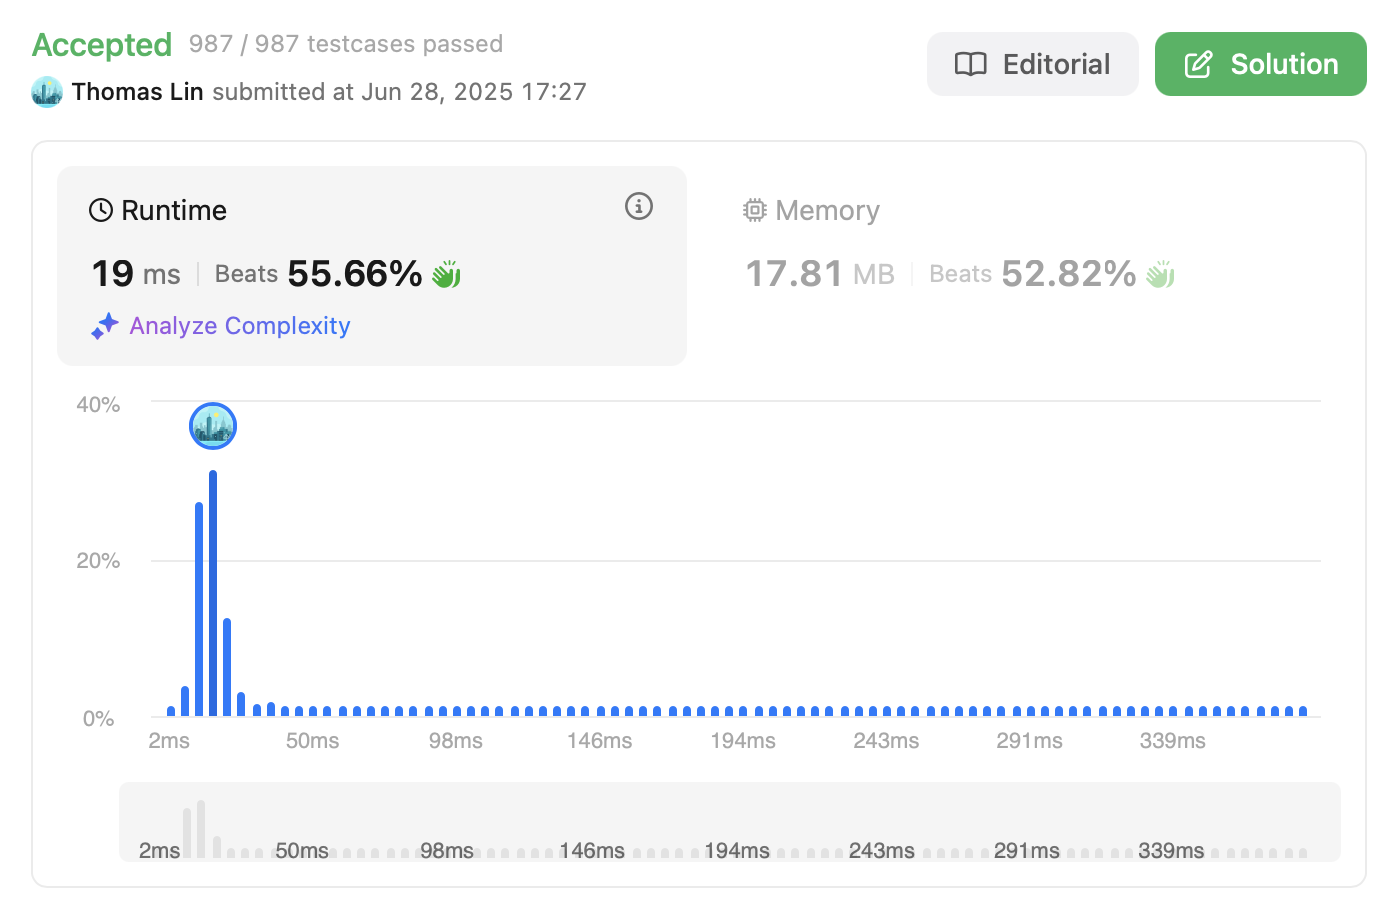 Accepted 987 / 987 testcases passed
Thomas Lin submitted at Jun 28, 2025 17:27
Editorial
Solution
Runtime
19 ms Beats 55.66%
Analyze Complexity
Memory
17.81 MB Beats 52.82%
40%
20%
0%
2ms 50ms 98ms 146ms 194ms 243ms 291ms 339ms
2ms 50ms 98ms 146ms 194ms 243ms 291ms 339ms